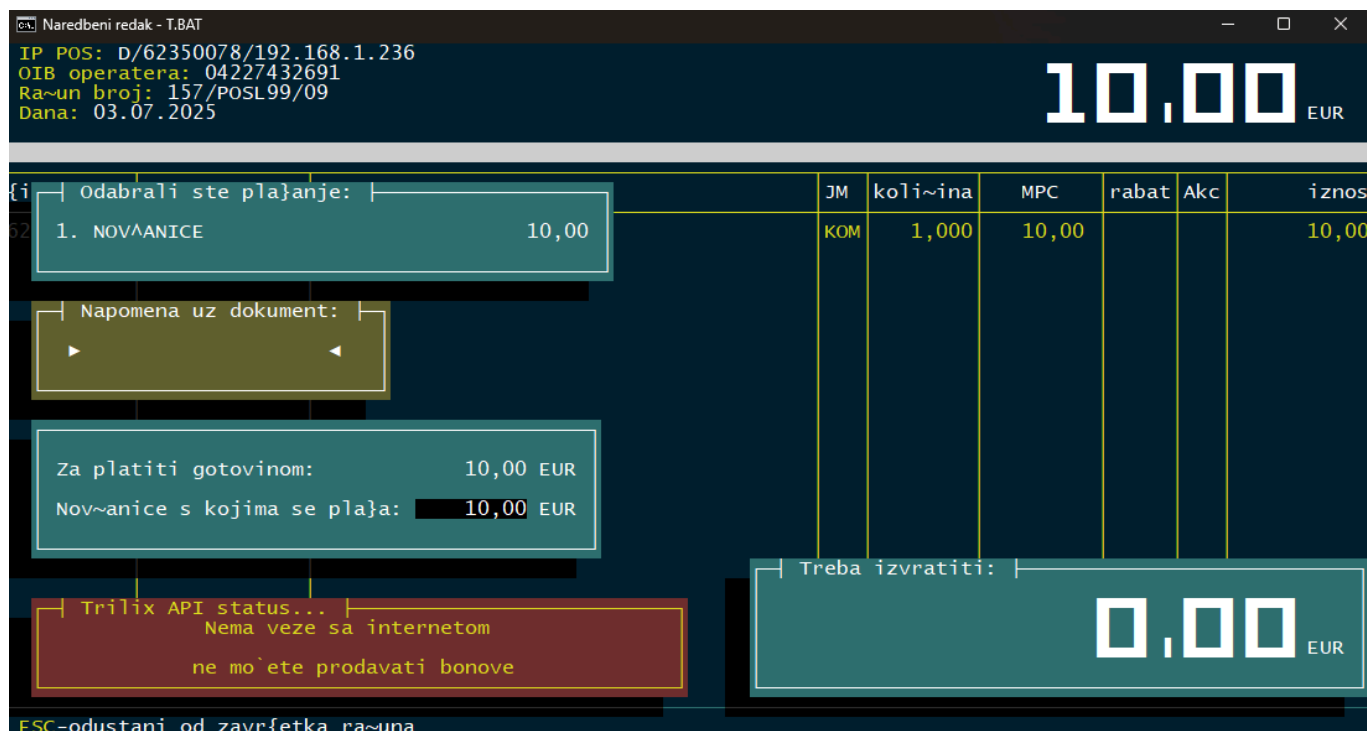 Naredbeni redak - T.BAT
IP POS: D/62350078/192.168.1.236
OIB operatera: 04227432691
Ra~un broj: 157/POSL99/09
Dana: 03.07.2025
10,00 EUR
{i
Odabrali ste pla}anje:
JM koli~ina MPC rabat Akc iznos
62
1. NOV^ANICE 10,00
KOM 1,000 10,00 10,00
Napomena uz dokument:
Za platiti gotovinom: 10,00 EUR
Nov~anice s kojima se pla}a: 10,00 EUR
Treba izvratiti:
0,00 EUR
Trilix API status...
Nema veze sa internetom
ne mo`ete prodavati bonove
ESC-odustani od zavr{etka ra~una